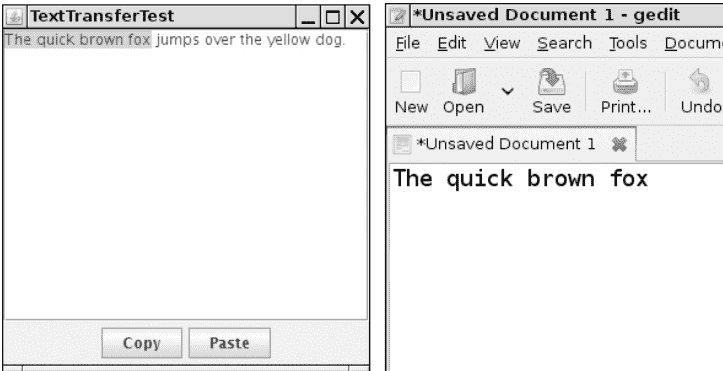 TextTransferTest
The quick brown fox jumps over the yellow dog.
Copy Paste
*Unsaved Document 1 - gedit
File Edit View Search Tools Docume
New Open Save Print... Undo
*Unsaved Document 1
The quick brown fox